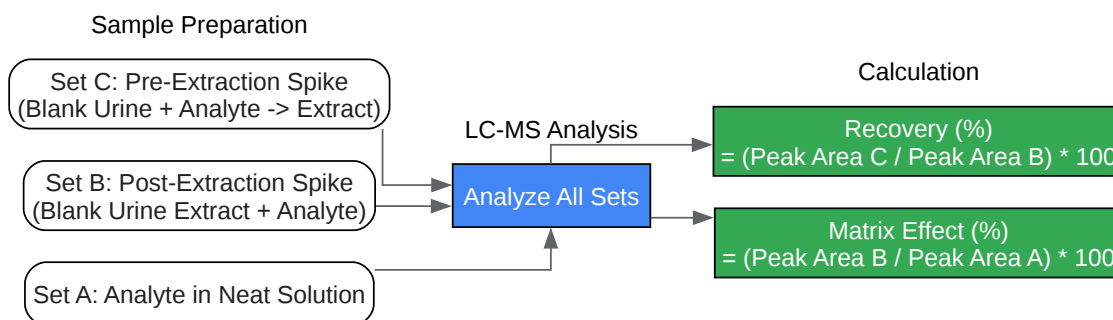 Sample Preparation
Set C: Pre-Extraction Spike
(Blank Urine + Analyte -> Extract)
Set B: Post-Extraction Spike
(Blank Urine Extract + Analyte)
Set A: Analyte in Neat Solution
LC-MS Analysis
Analyze All Sets
Calculation
Recovery (%)
= (Peak Area C / Peak Area B) * 100
Matrix Effect (%)
= (Peak Area B / Peak Area A) * 100